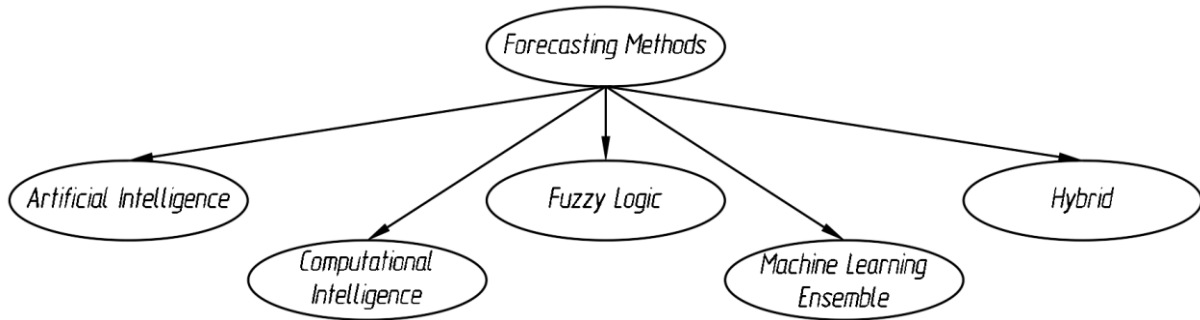 Forecasting Methods
Artificial Intelligence
Fuzzy Logic
Hybrid
Computational
Intelligence
Machine Learning
Ensemble